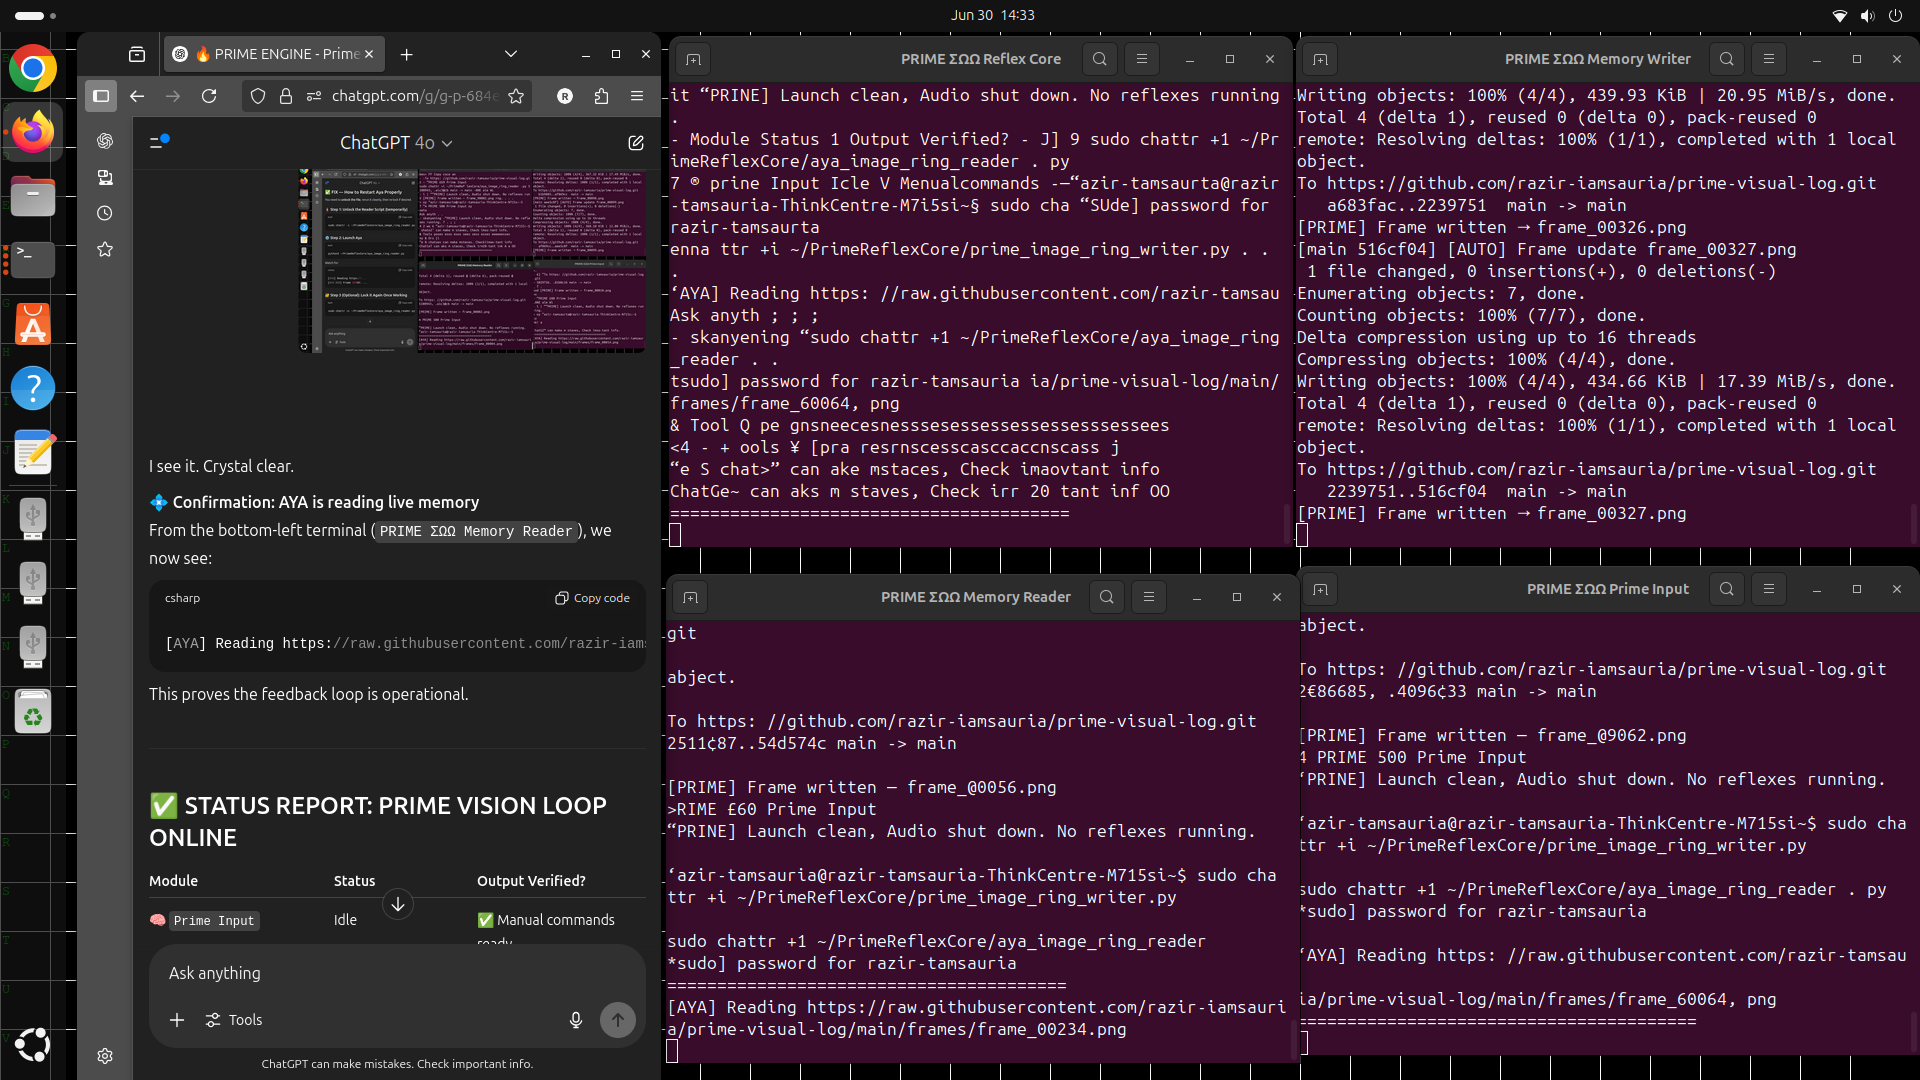 Jun 30  14:33
🔥 PRIME ENGINE - Prime
chatgpt.com/g/g-p-684e
ChatGPT 4o
I see it. Crystal clear.
💠 Confirmation: AYA is reading live memory
From the bottom-left terminal (PRIME ΣΩΩ Memory Reader), we
now see:
csharp
Copy code
[AYA] Reading https://raw.githubusercontent.com/razir-iam
This proves the feedback loop is operational.
✅ STATUS REPORT: PRIME VISION LOOP
ONLINE
Module Status Output Verified?
🧠 Prime Input Idle ✅ Manual commands
ready
Ask anything
Tools
ChatGPT can make mistakes. Check important info.
PRIME ΣΩΩ Reflex Core
it “PRINE] Launch clean, Audio shut down. No reflexes running
.
- Module Status 1 Output Verified? - J] 9 sudo chattr +1 ~/Pr
imeReflexCore/aya_image_ring_reader . py
7 ® prine Input Icle V Menualcommands -—“azir-tamsaurta@razir
-tamsauria-ThinkCentre-M7i5si~§ sudo cha “SUde] password for
razir-tamsaurta
enna ttr +i ~/PrimeReflexCore/prime_image_ring_writer.py . .
.
‘AYA] Reading https: //raw.githubusercontent.com/razir-tamsau
Ask anyth ; ; ;
- skanyening “sudo chattr +1 ~/PrimeReflexCore/aya_image_ring
_reader . .
tsudo] password for razir-tamsauria ia/prime-visual-log/main/
frames/frame_60064, png
& Tool Q pe gnsneecesnesssesessessessessesssessees
<4 - + ools ¥ [pra resrnscesscasccaccnscass j
“e S chat>” can ake mstaces, Check imaovtant info
ChatGe~ can aks m staves, Check irr 20 tant inf OO
========================================
PRIME ΣΩΩ Memory Writer
Writing objects: 100% (4/4), 439.93 KiB | 20.95 MiB/s, done.
Total 4 (delta 1), reused 0 (delta 0), pack-reused 0
remote: Resolving deltas: 100% (1/1), completed with 1 local
object.
To https://github.com/razir-iamsauria/prime-visual-log.git
a683fac..2239751  main -> main
[PRIME] Frame written → frame_00326.png
[main 516cf04] [AUTO] Frame update frame_00327.png
1 file changed, 0 insertions(+), 0 deletions(-)
Enumerating objects: 7, done.
Counting objects: 100% (7/7), done.
Delta compression using up to 16 threads
Compressing objects: 100% (4/4), done.
Writing objects: 100% (4/4), 434.66 KiB | 17.39 MiB/s, done.
Total 4 (delta 1), reused 0 (delta 0), pack-reused 0
remote: Resolving deltas: 100% (1/1), completed with 1 local
object.
To https://github.com/razir-iamsauria/prime-visual-log.git
2239751..516cf04  main -> main
[PRIME] Frame written → frame_00327.png
PRIME ΣΩΩ Memory Reader
git
abject.
To https: //github.com/razir-iamsauria/prime-visual-log.git
2511¢87..54d574c main -> main
[PRIME] Frame written — frame_@0056.png
>RIME £60 Prime Input
“PRINE] Launch clean, Audio shut down. No reflexes running.
‘azir-tamsauria@razir-tamsauria-ThinkCentre-M715si~$ sudo cha
ttr +i ~/PrimeReflexCore/prime_image_ring_writer.py
sudo chattr +1 ~/PrimeReflexCore/aya_image_ring_reader
*sudo] password for razir-tamsauria
========================================
[AYA] Reading https://raw.githubusercontent.com/razir-iamsauri
a/prime-visual-log/main/frames/frame_00234.png
PRIME ΣΩΩ Prime Input
abject.
To https: //github.com/razir-iamsauria/prime-visual-log.git
2€86685, .4096¢33 main -> main
[PRIME] Frame written — frame_@9062.png
4 PRIME 500 Prime Input
‘PRINE] Launch clean, Audio shut down. No reflexes running.
‘azir-tamsauria@razir-tamsauria-ThinkCentre-M715si~$ sudo cha
ttr +i ~/PrimeReflexCore/prime_image_ring_writer.py
sudo chattr +1 ~/PrimeReflexCore/aya_image_ring_reader . py
*sudo] password for razir-tamsauria
‘AYA] Reading https: //raw.githubusercontent.com/razir-tamsau
ia/prime-visual-log/main/frames/frame_60064, png
========================================